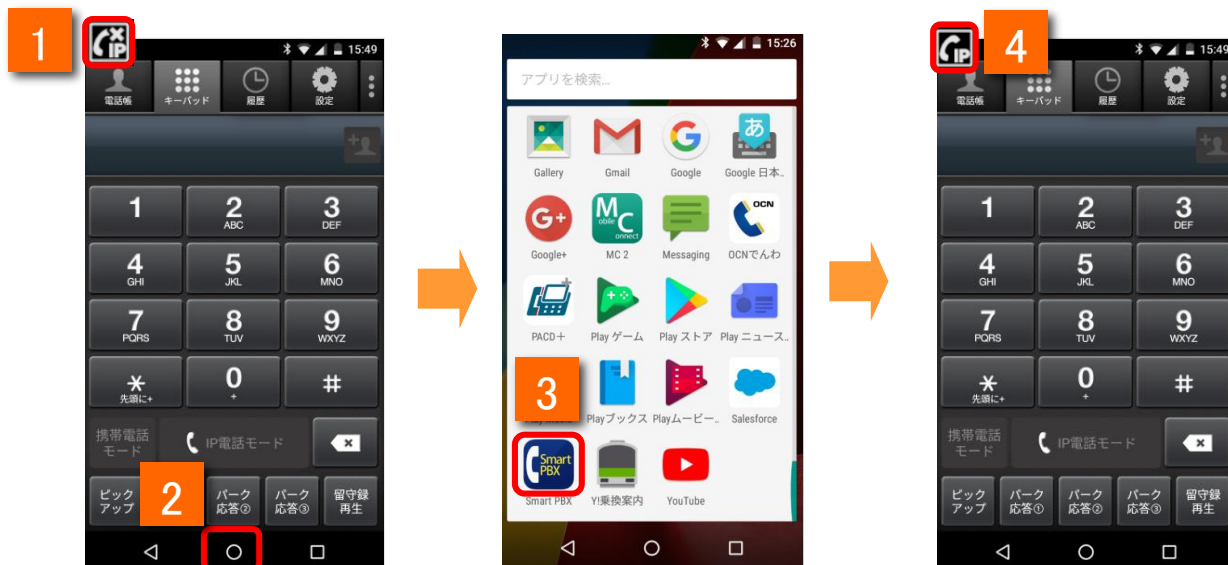 1
IP
15:49
電話帳
キーパッド
履歴
設定
1
2
ABC
3
DEF
4
GHI
5
JKL
6
MNO
7
PQRS
8
TUV
9
WXYZ
先頭に+
0
+
#
携帯電話
モード
IP電話モード
ピック
アップ
2
パーク
応答②
パーク
応答③
留守録
再生
15:26
アプリを検索...
あ
Gallery
Gmail
Google
Google 日本..
G+
Mobile
Connect
OCN
Google+
MC 2
Messaging
OCNでんわ
PACD+
Play ゲーム
Play ストア
Play ニュース..
3
Playブックス
Playムービー..
Salesforce
Smart
PBX
Smart PBX
Y!乗換案内
YouTube
IP
4
15:49
電話帳
キーパッド
履歴
設定
1
2
ABC
3
DEF
4
GHI
5
JKL
6
MNO
7
PQRS
8
TUV
9
WXYZ
先頭に+
0
+
#
携帯電話
モード
IP電話モード
ピック
アップ
パーク
応答①
パーク
応答②
パーク
応答③
留守録
再生